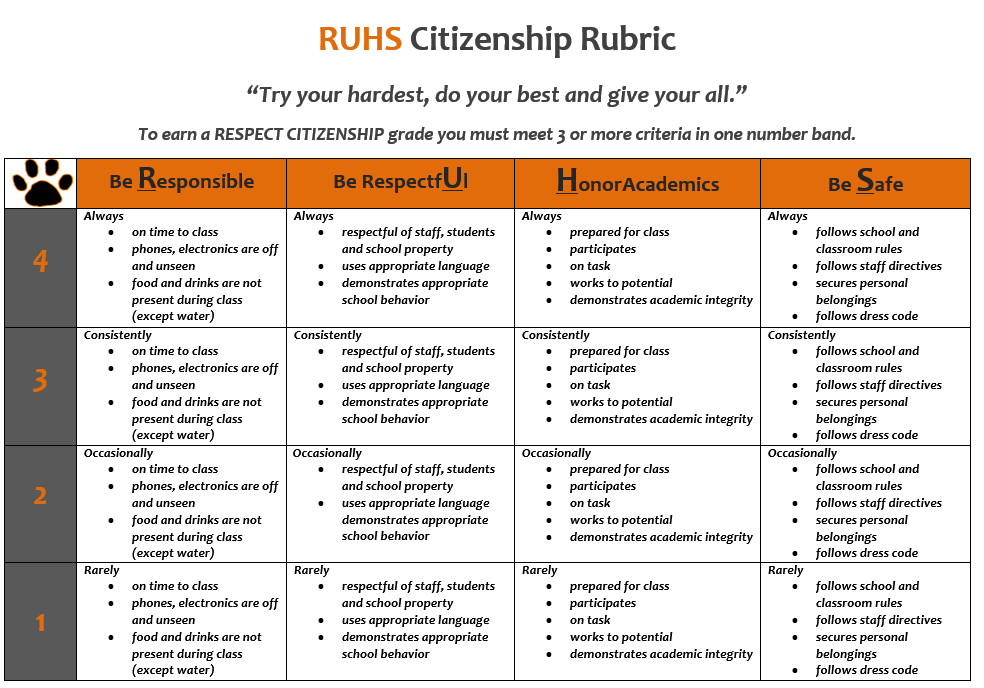 RUHS Citizenship Rubric
“Try your hardest, do your best and give your all.”
To earn a RESPECT CITIZENSHIP grade you must meet 3 or more criteria in one number band.
Be Responsible
Be RespectfUl
HonorAcademics
Be Safe
4
Always
• on time to class
• phones, electronics are off
and unseen
• food and drinks are not
present during class
(except water)
Always
• respectful of staff, students
and school property
• uses appropriate language
• demonstrates appropriate
school behavior
Always
• prepared for class
• participates
• on task
• works to potential
• demonstrates academic integrity
Always
• follows school and
classroom rules
• follows staff directives
• secures personal
belongings
• follows dress code
3
Consistently
• on time to class
• phones, electronics are off
and unseen
• food and drinks are not
present during class
(except water)
Consistently
• respectful of staff, students
and school property
• uses appropriate language
• demonstrates appropriate
school behavior
Consistently
• prepared for class
• participates
• on task
• works to potential
• demonstrates academic integrity
Consistently
• follows school and
classroom rules
• follows staff directives
• secures personal
belongings
• follows dress code
2
Occasionally
• on time to class
• phones, electronics are off
and unseen
• food and drinks are not
present during class
(except water)
Occasionally
• respectful of staff, students
and school property
• uses appropriate language
demonstrates appropriate
school behavior
Occasionally
• prepared for class
• participates
• on task
• works to potential
• demonstrates academic integrity
Occasionally
• follows school and
classroom rules
• follows staff directives
• secures personal
belongings
• follows dress code
1
Rarely
• on time to class
• phones, electronics are off
and unseen
• food and drinks are not
present during class
(except water)
Rarely
• respectful of staff, students
and school property
• uses appropriate language
• demonstrates appropriate
school behavior
Rarely
• prepared for class
• participates
• on task
• works to potential
• demonstrates academic integrity
Rarely
• follows school and
classroom rules
• follows staff directives
• secures personal
belongings
• follows dress code